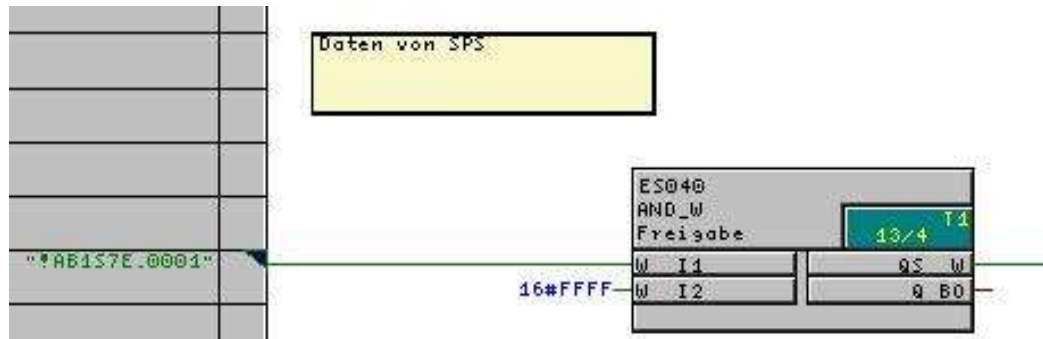 Daten von SPS
ES040
AND_W
Freigabe
T1
13/4
"!AB1S7E.0001"
W I1
QS W
16#FFFF
W I2
Q BO